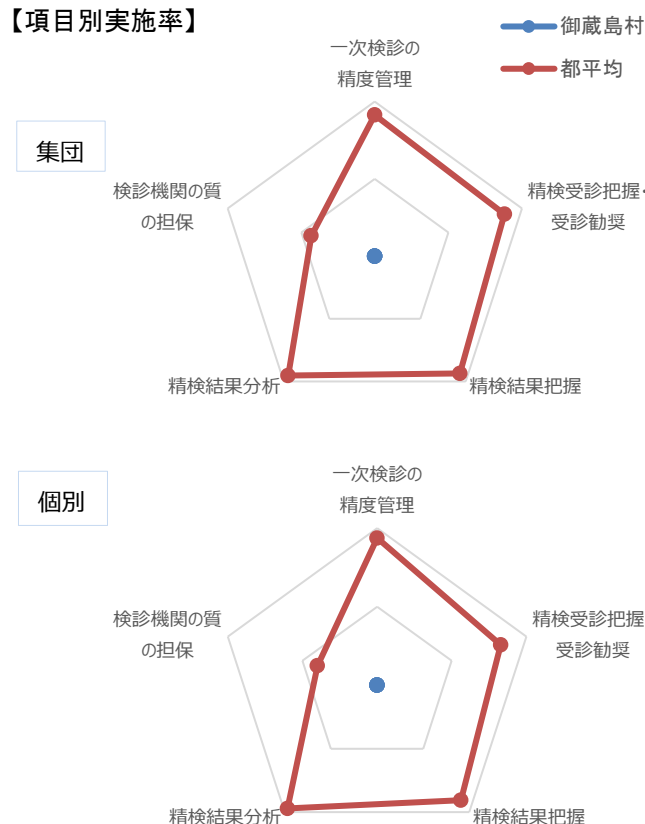 【項目別実施率】
御蔵島村
都平均
集団
一次検診の
精度管理
精検受診把握・
受診勧奨
精検結果把握
精検結果分析
検診機関の質
の担保
個別
一次検診の
精度管理
精検受診把握
受診勧奨
精検結果把握
精検結果分析
検診機関の質
の担保